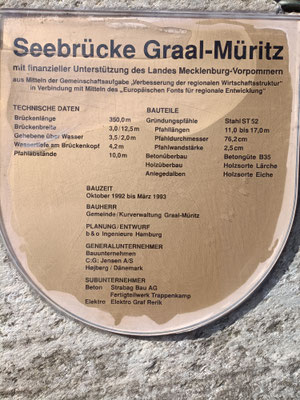 Seebrücke Graal-Müritz
mit finanzieller Unterstützung des Landes Mecklenburg-Vorpommern
aus Mitteln der Gemeinschaftsaufgabe „Verbesserung der regionalen Wirtschaftsstruktur"
in Verbindung mit Mitteln des „Europäischen Fonts für regionale Entwicklung"
TECHNISCHE DATEN
Brückenlänge 350,0 m
Brückenbreite 3,0/12,5 m
Gehebene über Wasser 3,5/2,0 m
Wassertiefe am Brückenkopf 4,2 m
Pfahlabstände 10,0 m
BAUTEILE
Gründungspfähle Stahl ST 52
Pfahllängen 11,0 bis 17,0 m
Pfahldurchmesser 76,2 cm
Pfahlwandstärke 2,5 cm
Betonüberbau Betongüte B35
Holzüberbau Holzsorte Lärche
Anlegedalben Holzsorte Eiche
BAUZEIT
Oktober 1992 bis März 1993
BAUHERR
Gemeinde/Kurverwaltung Graal-Müritz
PLANUNG/ENTWURF
b & o Ingenieure Hamburg
GENERALUNTERNEHMER
Bauunternehmen
C:G: Jensen A/S
Højberg / Dänemark
SUBUNTERNEHMER
Beton Strabag Bau AG
Fertigteilwerk Trappenkamp
Elektro Elektro Graf Rerik